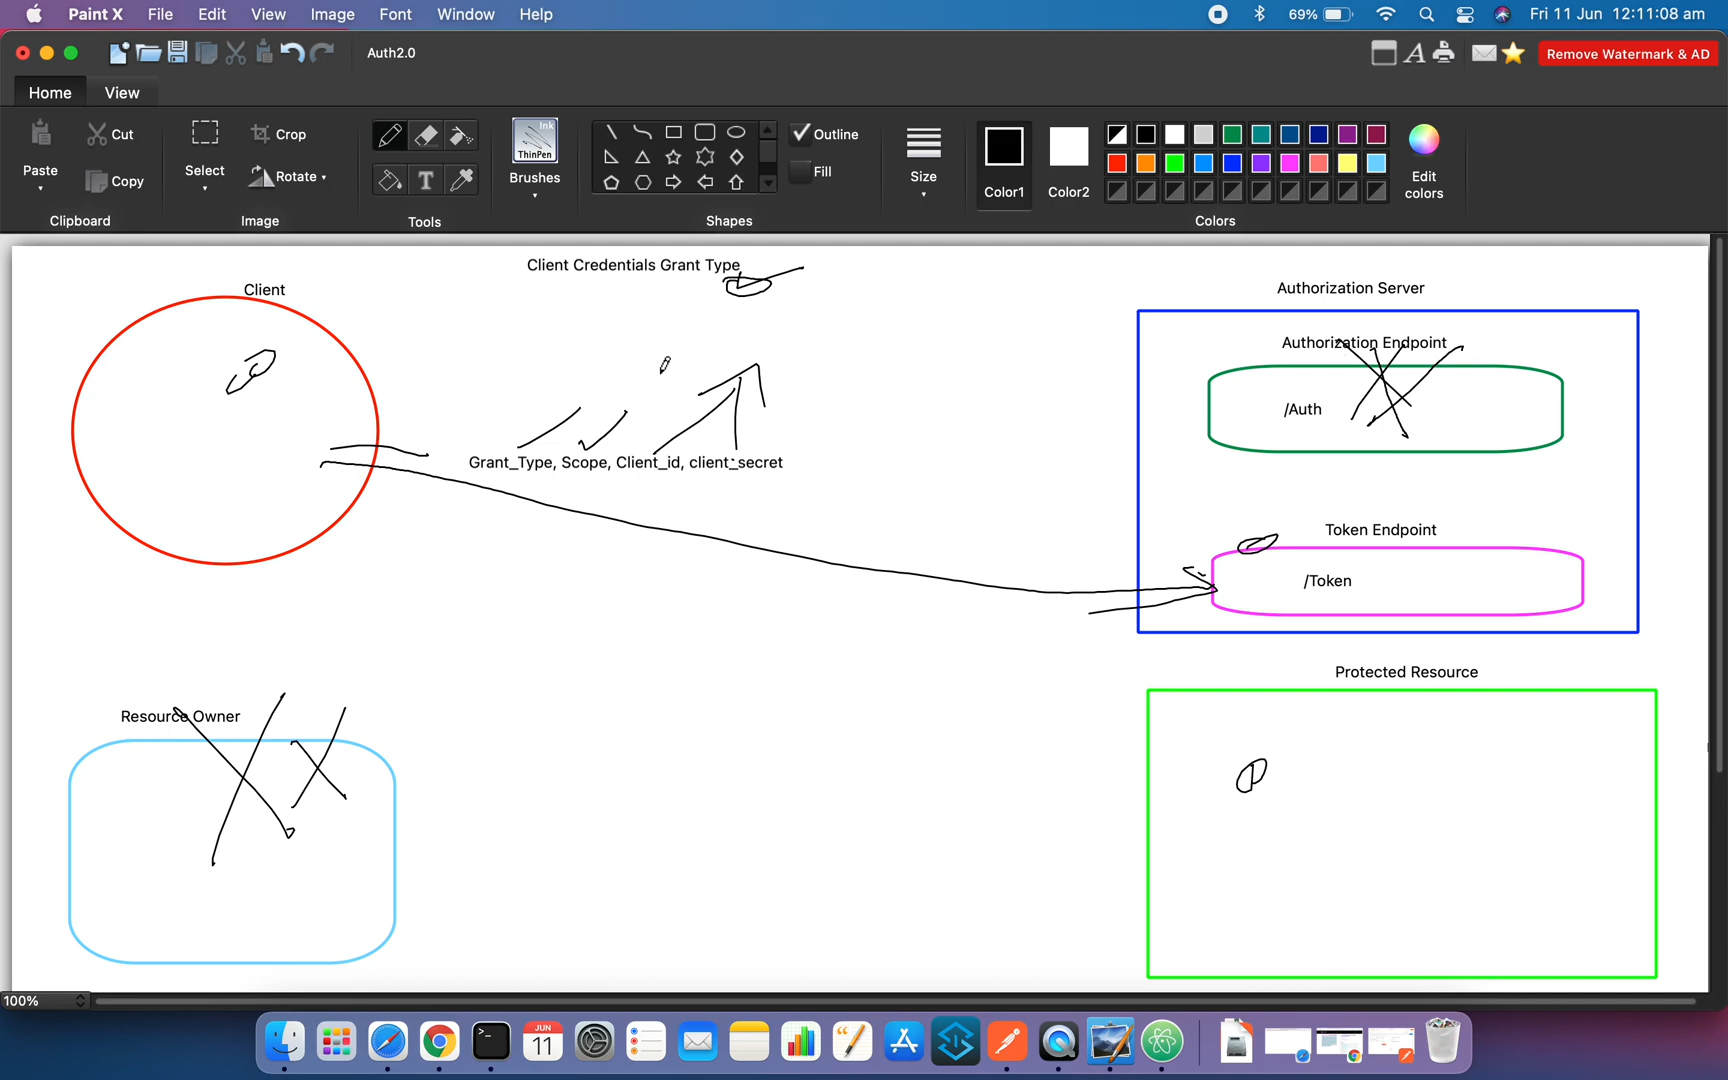 Paint X File Edit View Image Font Window Help 69% Fri 11 Jun 12:11:08 am
Auth2.0 Remove Watermark & AD
Home View
Paste Cut Copy Clipboard
Select Crop Rotate Image
Tools
Ink
ThinPen
Brushes
Outline
Fill
Shapes
Size
Color1 Color2
Edit colors
Colors
Client Credentials Grant Type
Client
Authorization Server
Authorization Endpoint
/Auth
Grant_Type, Scope, Client_id, client_secret
Token Endpoint
/Token
Protected Resource
Resource Owner
100%
JUN
11